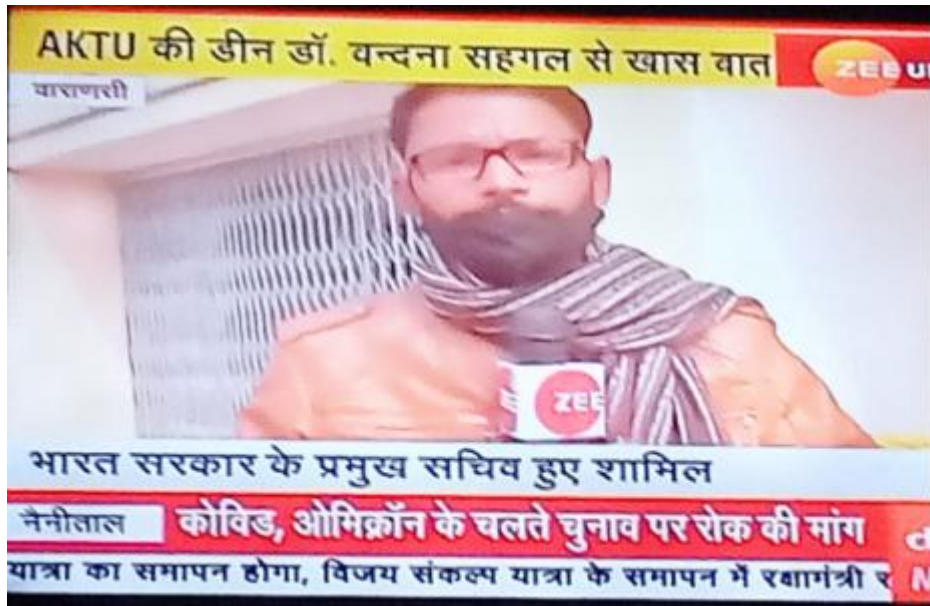 AKTU की डीन डॉ. वन्दना सहगल से खास बात
ZEE
वाराणसी
ZEE
भारत सरकार के प्रमुख सचिव हुए शामिल
नैनीताल
कोविड, ओमिक्रॉन के चलते चुनाव पर रोक की मांग
यात्रा का समापन होगा, विजय संकल्प यात्रा के समापन में रक्षामंत्री